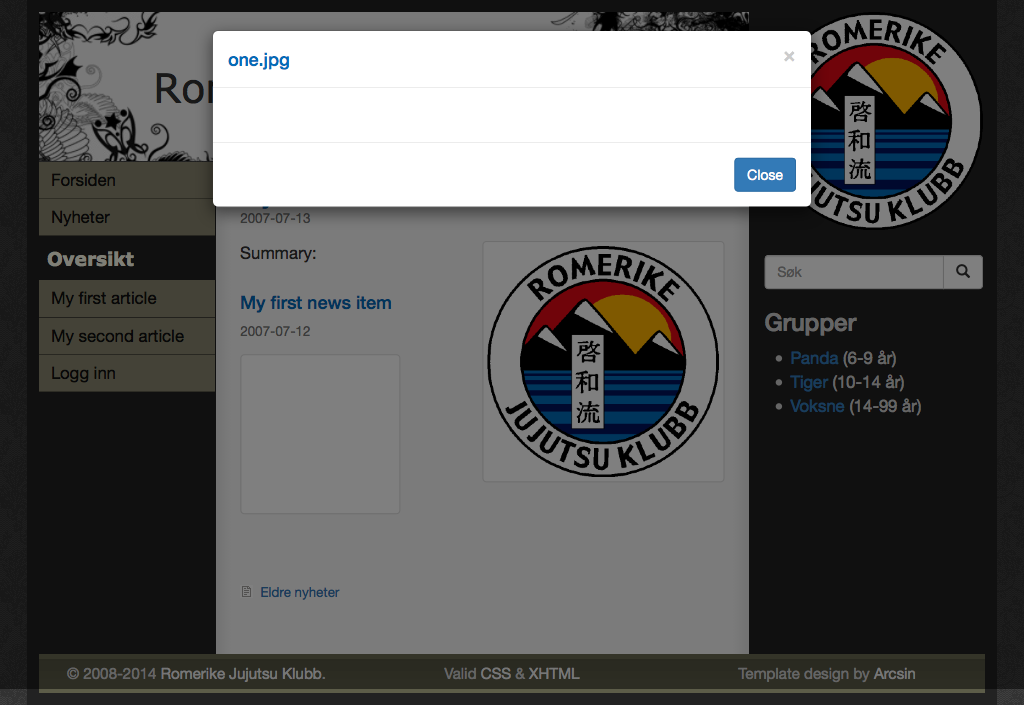 one.jpg
×
Close
Ro
ROMERIKE
啓和流
JUTSU KLUBB
Forsiden
Nyheter
Oversikt
My first article
My second article
Logg inn
2007-07-13
Summary:
My first news item
2007-07-12
ROMERIKE
啓和流
JUJUTSU KLUBB
Eldre nyheter
Søk
Grupper
Panda (6-9 år)
Tiger (10-14 år)
Voksne (14-99 år)
© 2008-2014 Romerike Jujutsu Klubb.
Valid CSS & XHTML
Template design by Arcsin